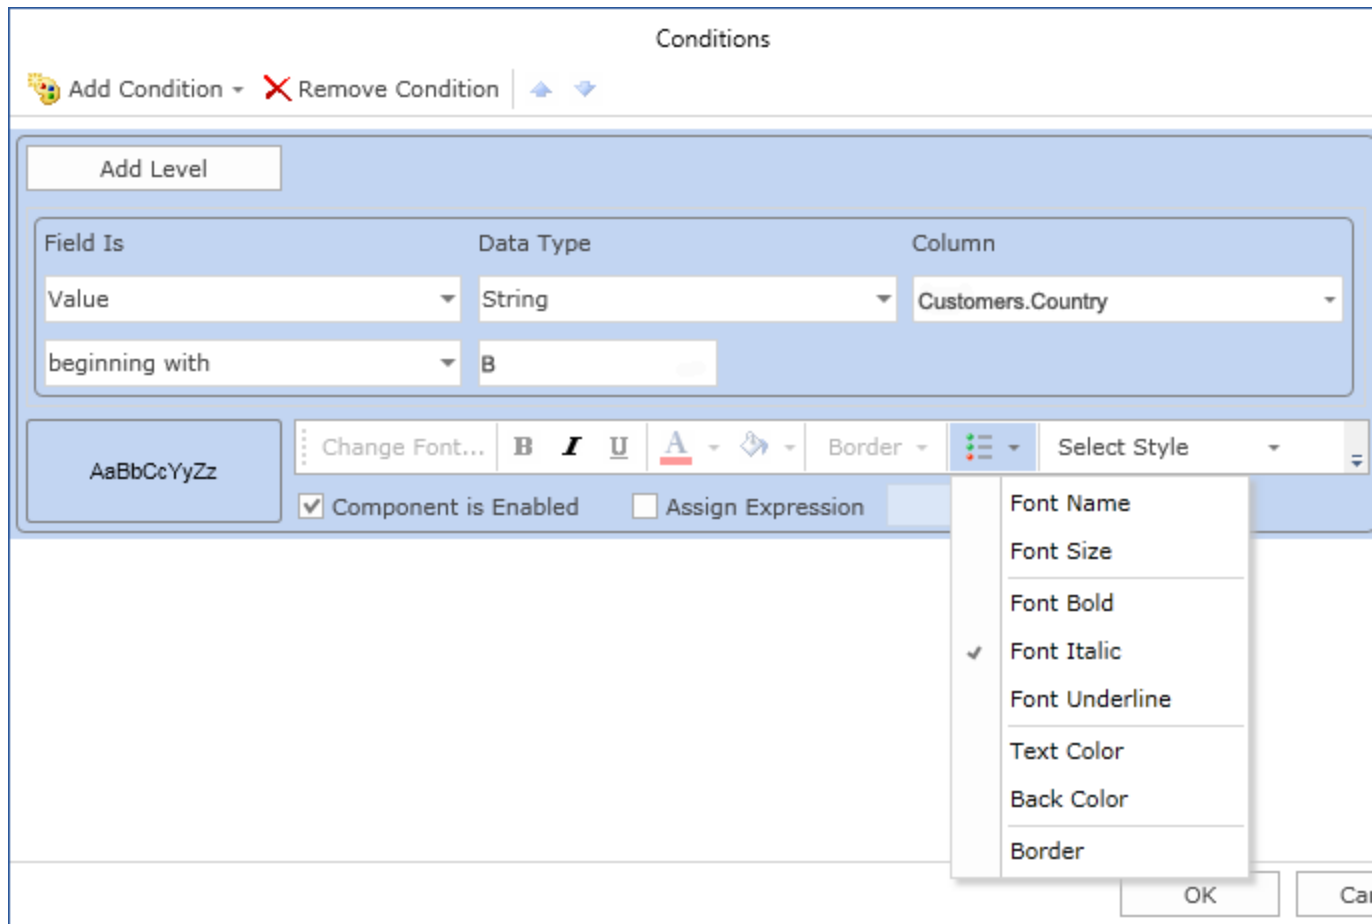 Conditions
Add Condition Remove Condition
Add Level
Field Is Data Type Column
Value String Customers.Country
beginning with B
AaBbCcYyZz
Change Font... B I U A Border Select Style
Component is Enabled Assign Expression
Font Name
Font Size
Font Bold
Font Italic
Font Underline
Text Color
Back Color
Border
OK